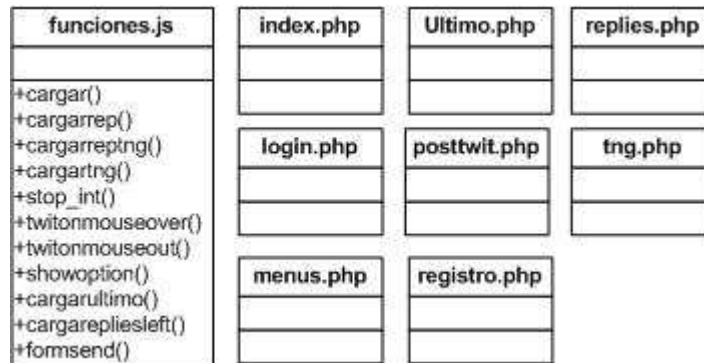 funciones.js
+cargar()
+cargarrep()
+cargarreptng()
+cargartng()
+stop_int()
+twitonmouseover()
+twitonmouseout()
+showoption()
+cargarultimo()
+cargarepliesleft()
+formsend()
index.php
Ultimo.php
replies.php
login.php
posttwit.php
tng.php
menus.php
registro.php